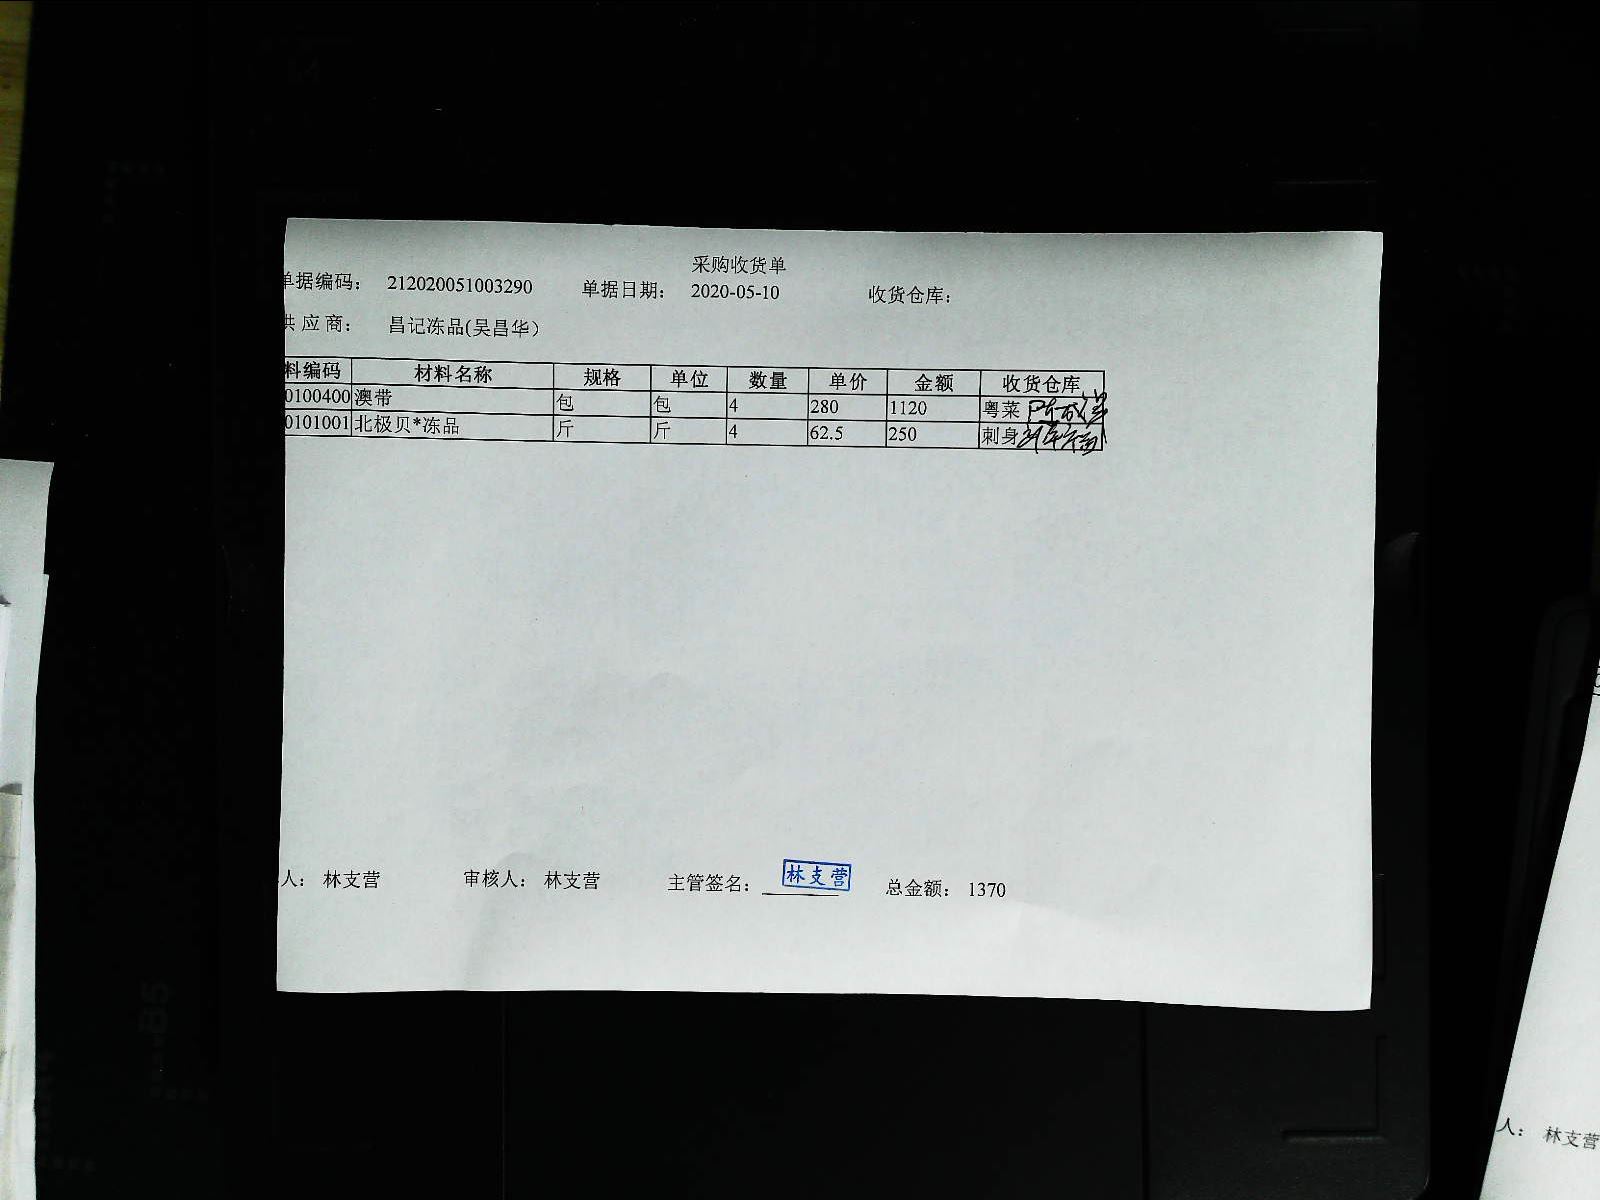 采购收货单
单据编码： 212020051003290 单据日期： 2020-05-10 收货仓库：
供应商： 昌记冻品(吴昌华）
料编码 材料名称 规格 单位 数量 单价 金额 收货仓库
0100400 澳带 包 包 4 280 1120 粤菜
0101001 北极贝*冻品 斤 斤 4 62.5 250 刺身
人： 林支营 审核人： 林支营 主管签名： 林支营 总金额： 1370
人： 林支营